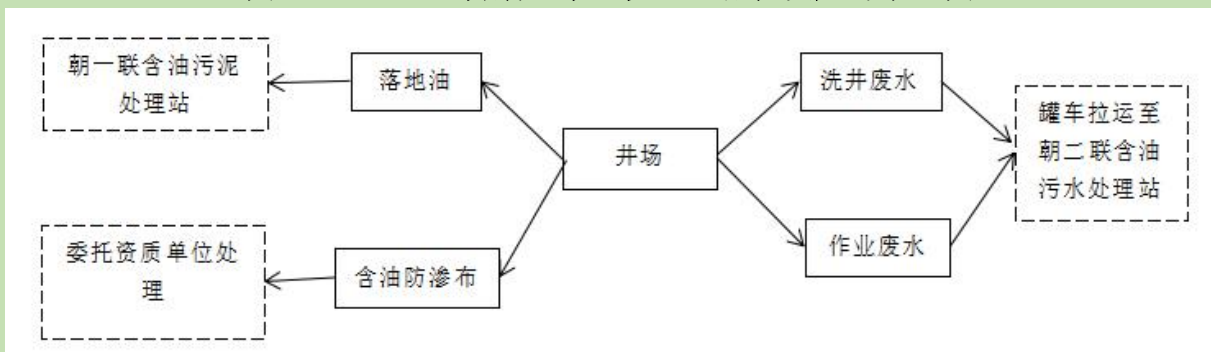 朝一联含油污泥
处理站
落地油
井场
洗井废水
罐车拉运至
朝二联含油
污水处理站
委托资质单位处
理
含油防渗布
作业废水